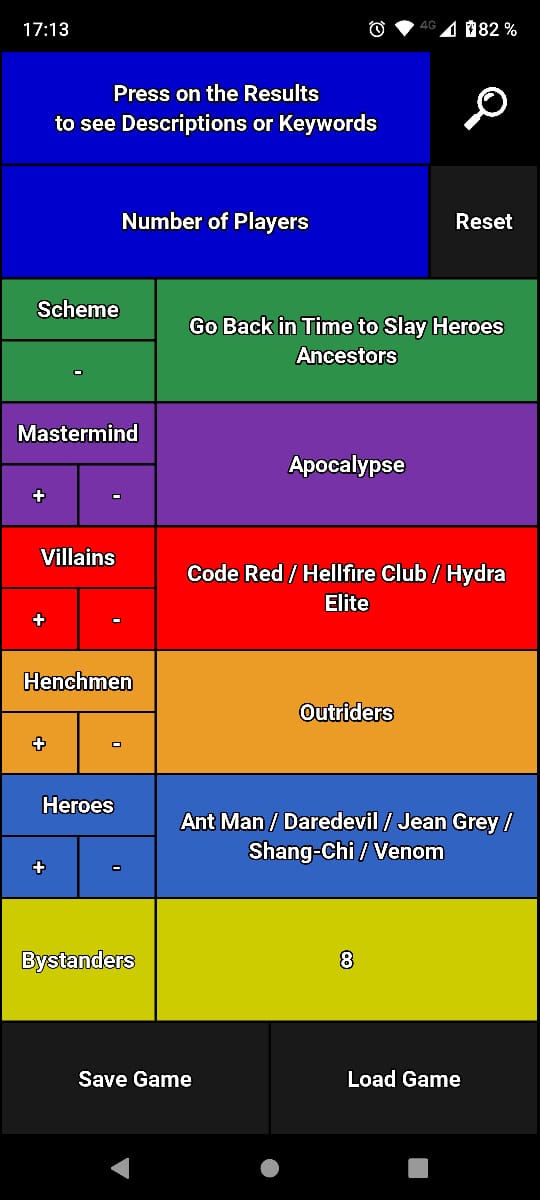 17:13
4G
82 %
Press on the Results
to see Descriptions or Keywords
Number of Players
Reset
Scheme
-
Go Back in Time to Slay Heroes
Ancestors
Mastermind
+ -
Apocalypse
Villains
+ -
Code Red / Hellfire Club / Hydra
Elite
Henchmen
+ -
Outriders
Heroes
+ -
Ant Man / Daredevil / Jean Grey /
Shang-Chi / Venom
Bystanders
8
Save Game
Load Game